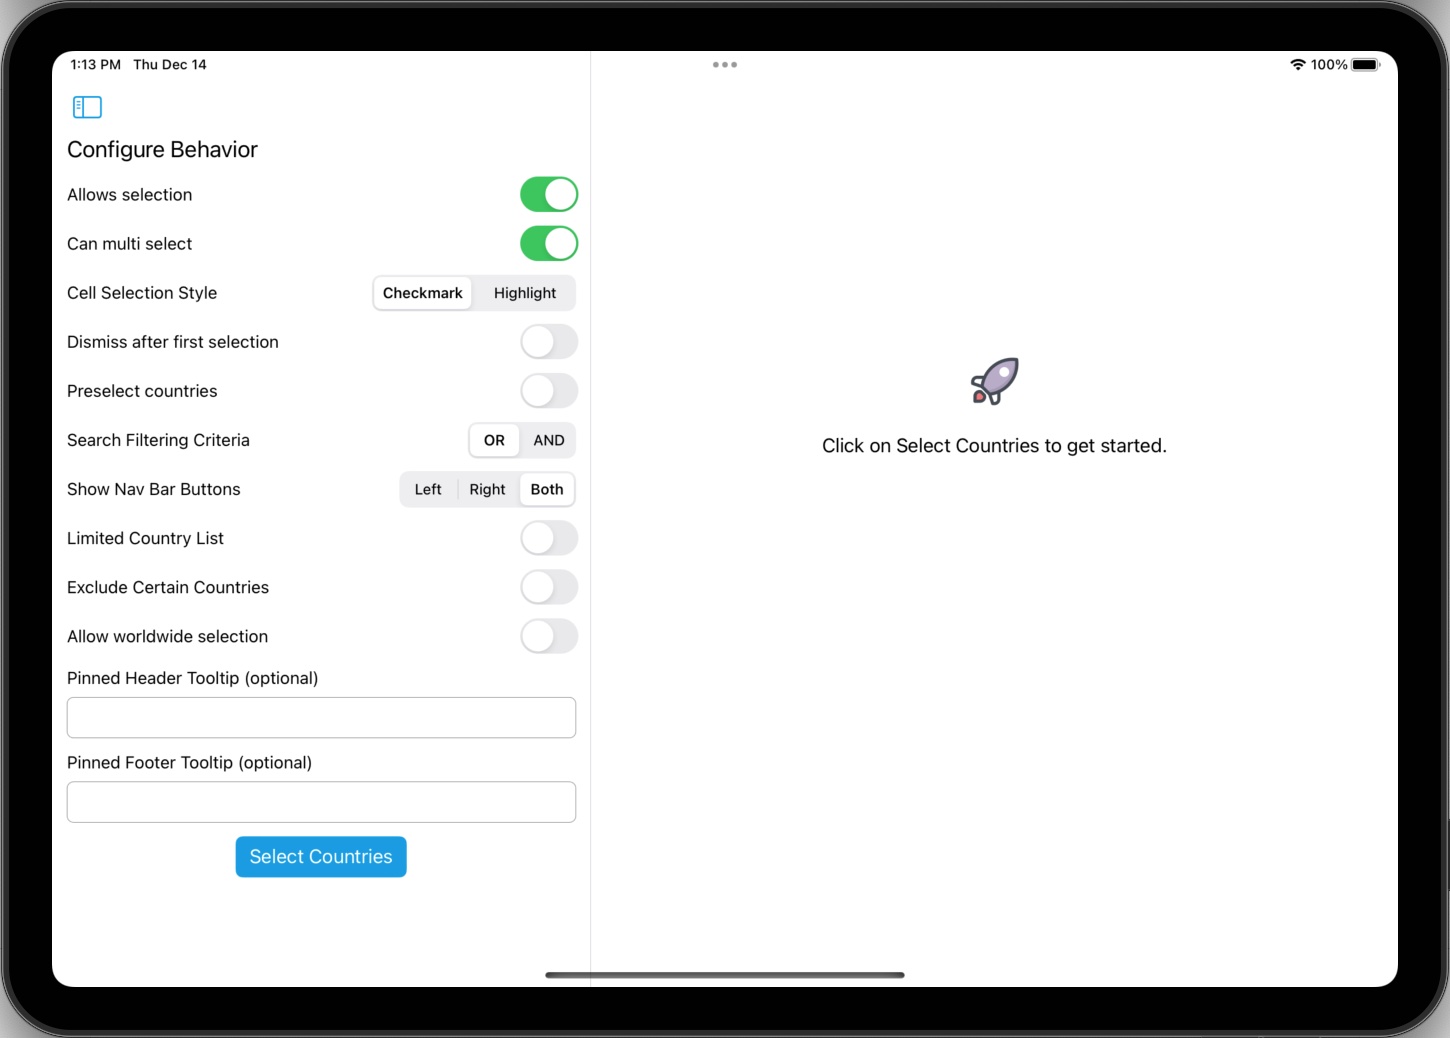 1:13 PM Thu Dec 14
100%
Configure Behavior
Allows selection
Can multi select
Cell Selection Style Checkmark Highlight
Dismiss after first selection
Preselect countries
Search Filtering Criteria OR AND
Show Nav Bar Buttons Left Right Both
Limited Country List
Exclude Certain Countries
Allow worldwide selection
Pinned Header Tooltip (optional)
Pinned Footer Tooltip (optional)
Select Countries
Click on Select Countries to get started.